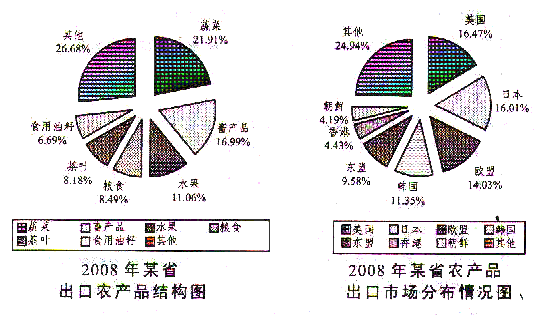 其他
26.68%
蔬菜
21.91%
畜产品
16.99%
水果
11.06%
粮食
8.49%
茶叶
8.18%
食用油籽
6.69%
蔬菜 畜产品 水果 粮食
茶叶 食用油籽 其他
2008年某省
出口农产品结构图
其他
24.94%
美国
16.47%
日本
16.01%
欧盟
14.03%
韩国
11.35%
东盟
9.58%
香港
4.43%
朝鲜
4.19%
美国 日本 欧盟 韩国
东盟 香港 朝鲜 其他
2008年某省农产品
出口市场分布情况图